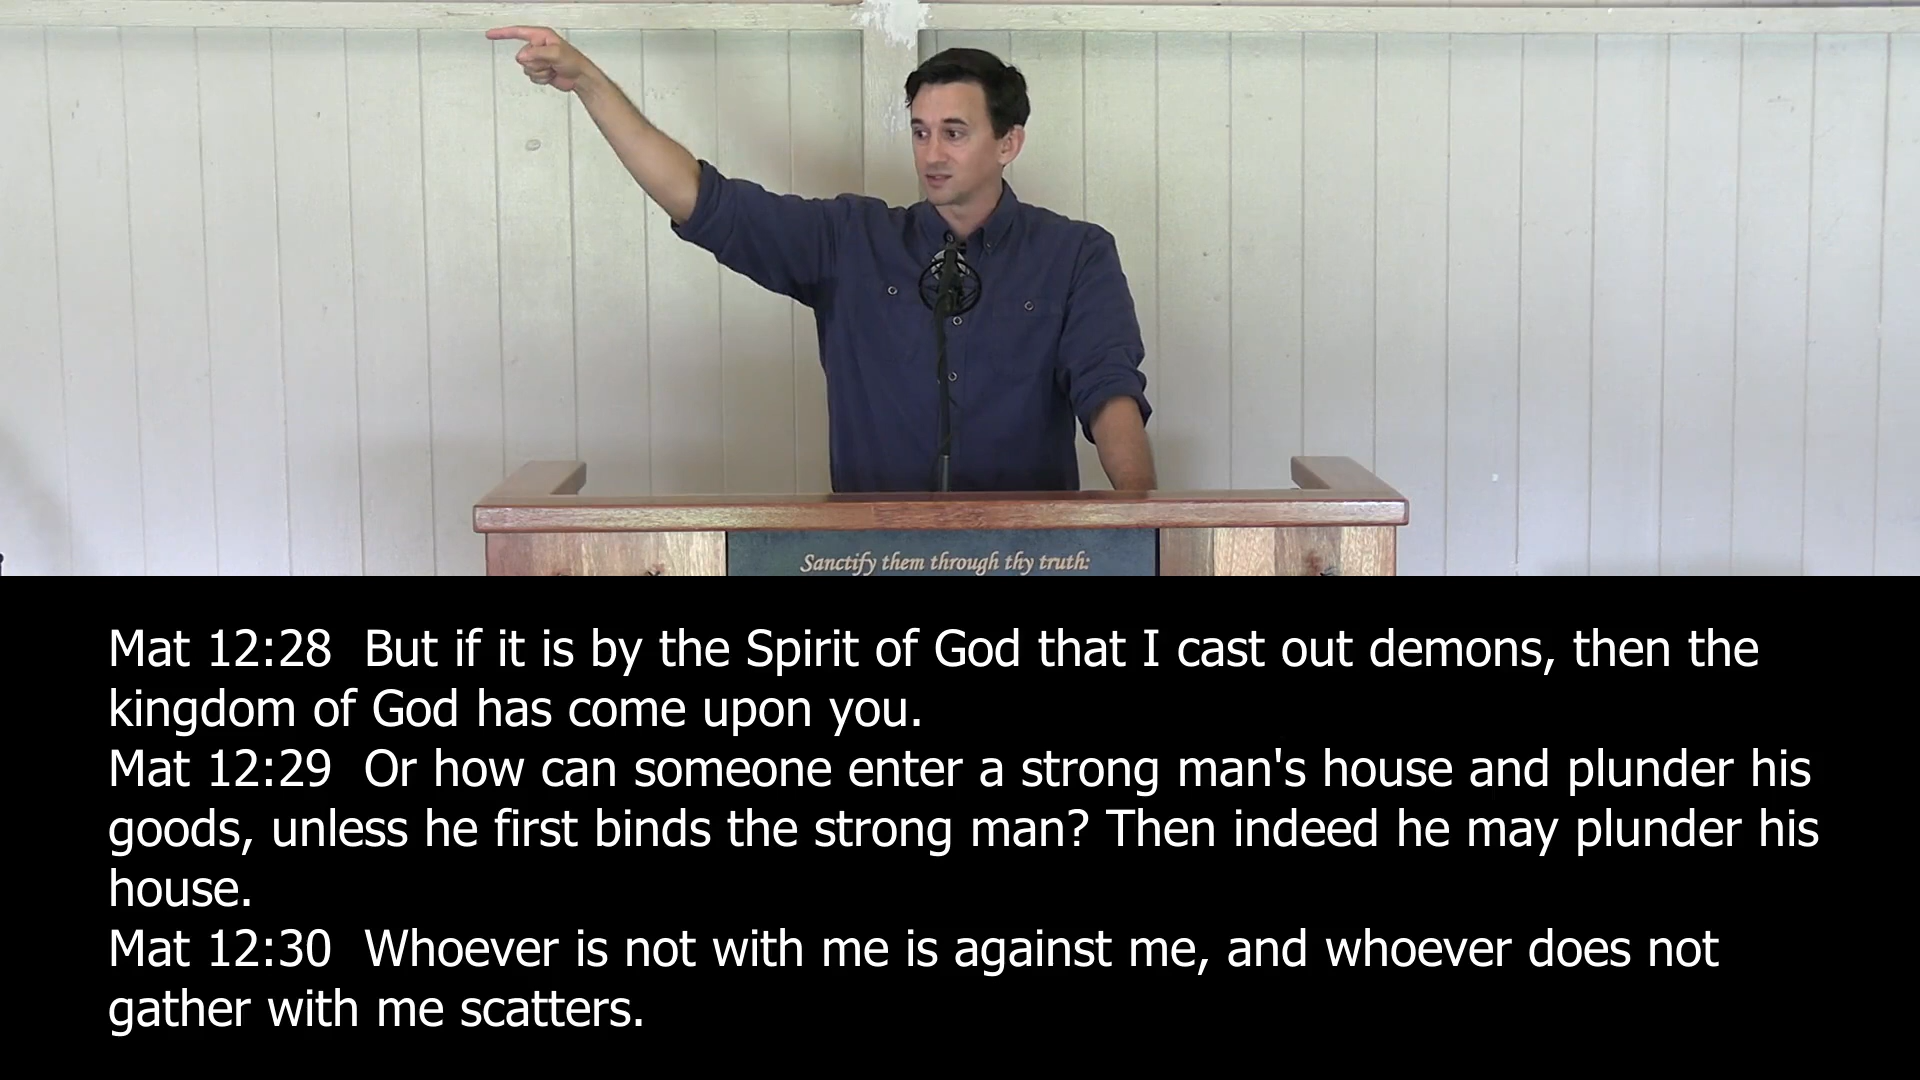 Sanctify them through thy truth:
Mat 12:28  But if it is by the Spirit of God that I cast out demons, then the
kingdom of God has come upon you.
Mat 12:29  Or how can someone enter a strong man's house and plunder his
goods, unless he first binds the strong man? Then indeed he may plunder his
house.
Mat 12:30  Whoever is not with me is against me, and whoever does not
gather with me scatters.